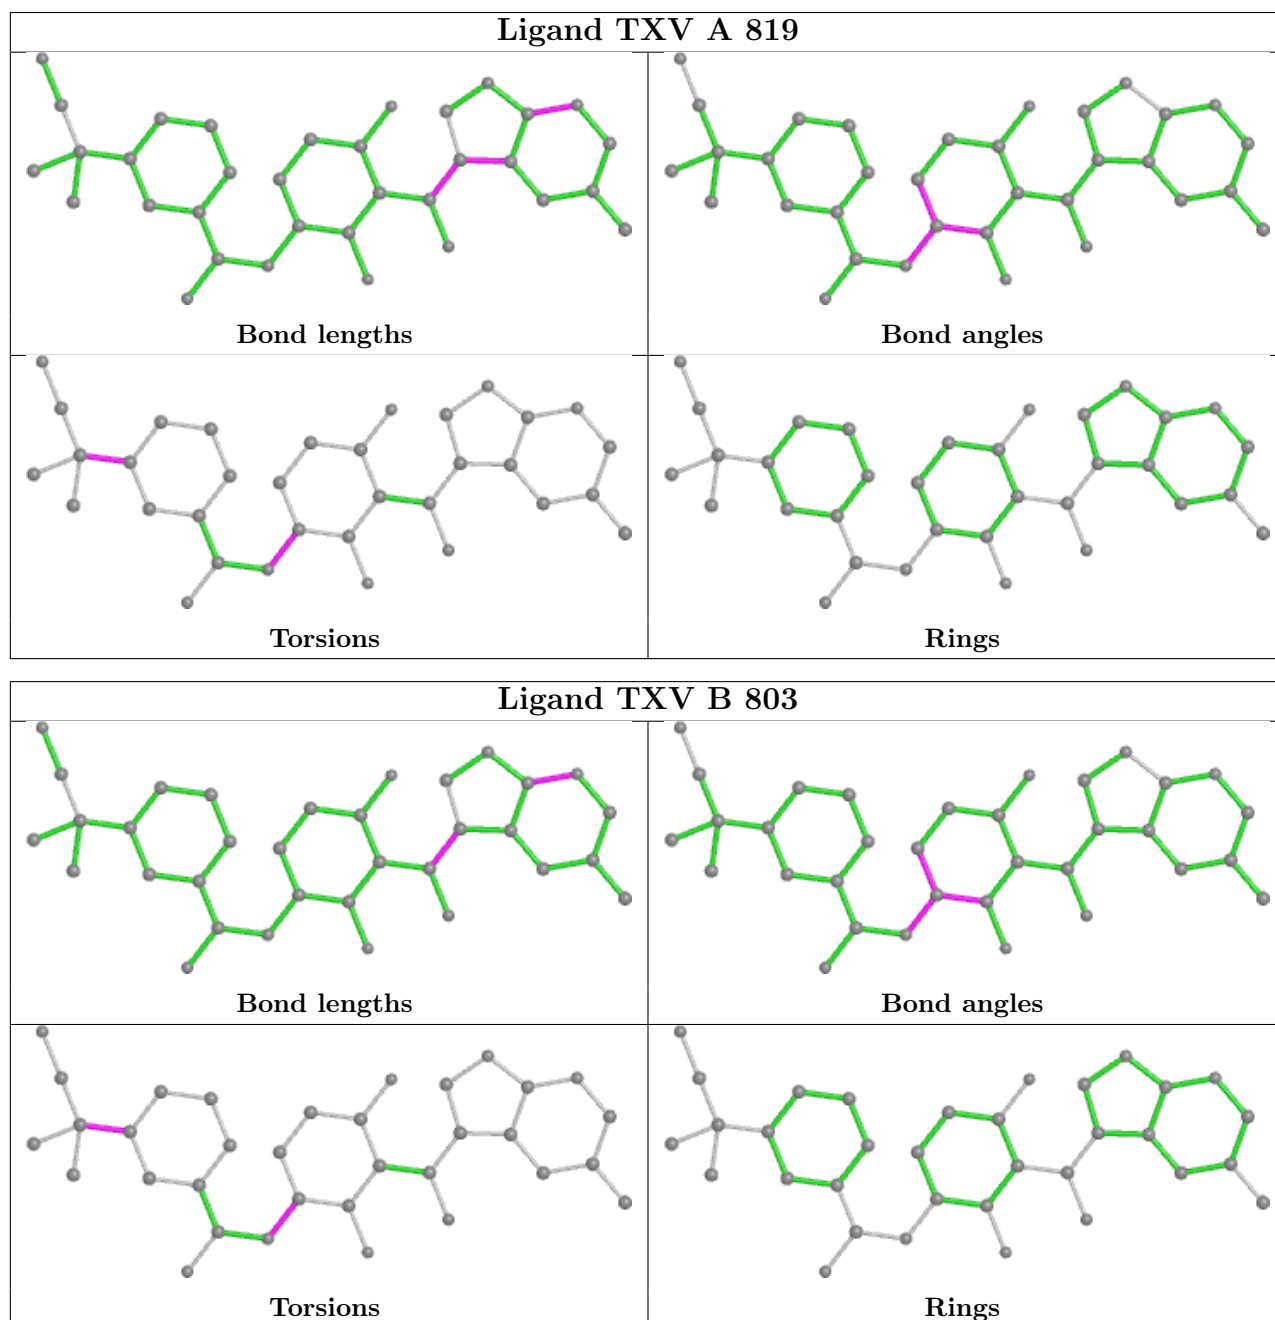 Ligand TXV A 819
Bond lengths
Bond angles
Torsions
Rings
Ligand TXV B 803
Bond lengths
Bond angles
Torsions
Rings